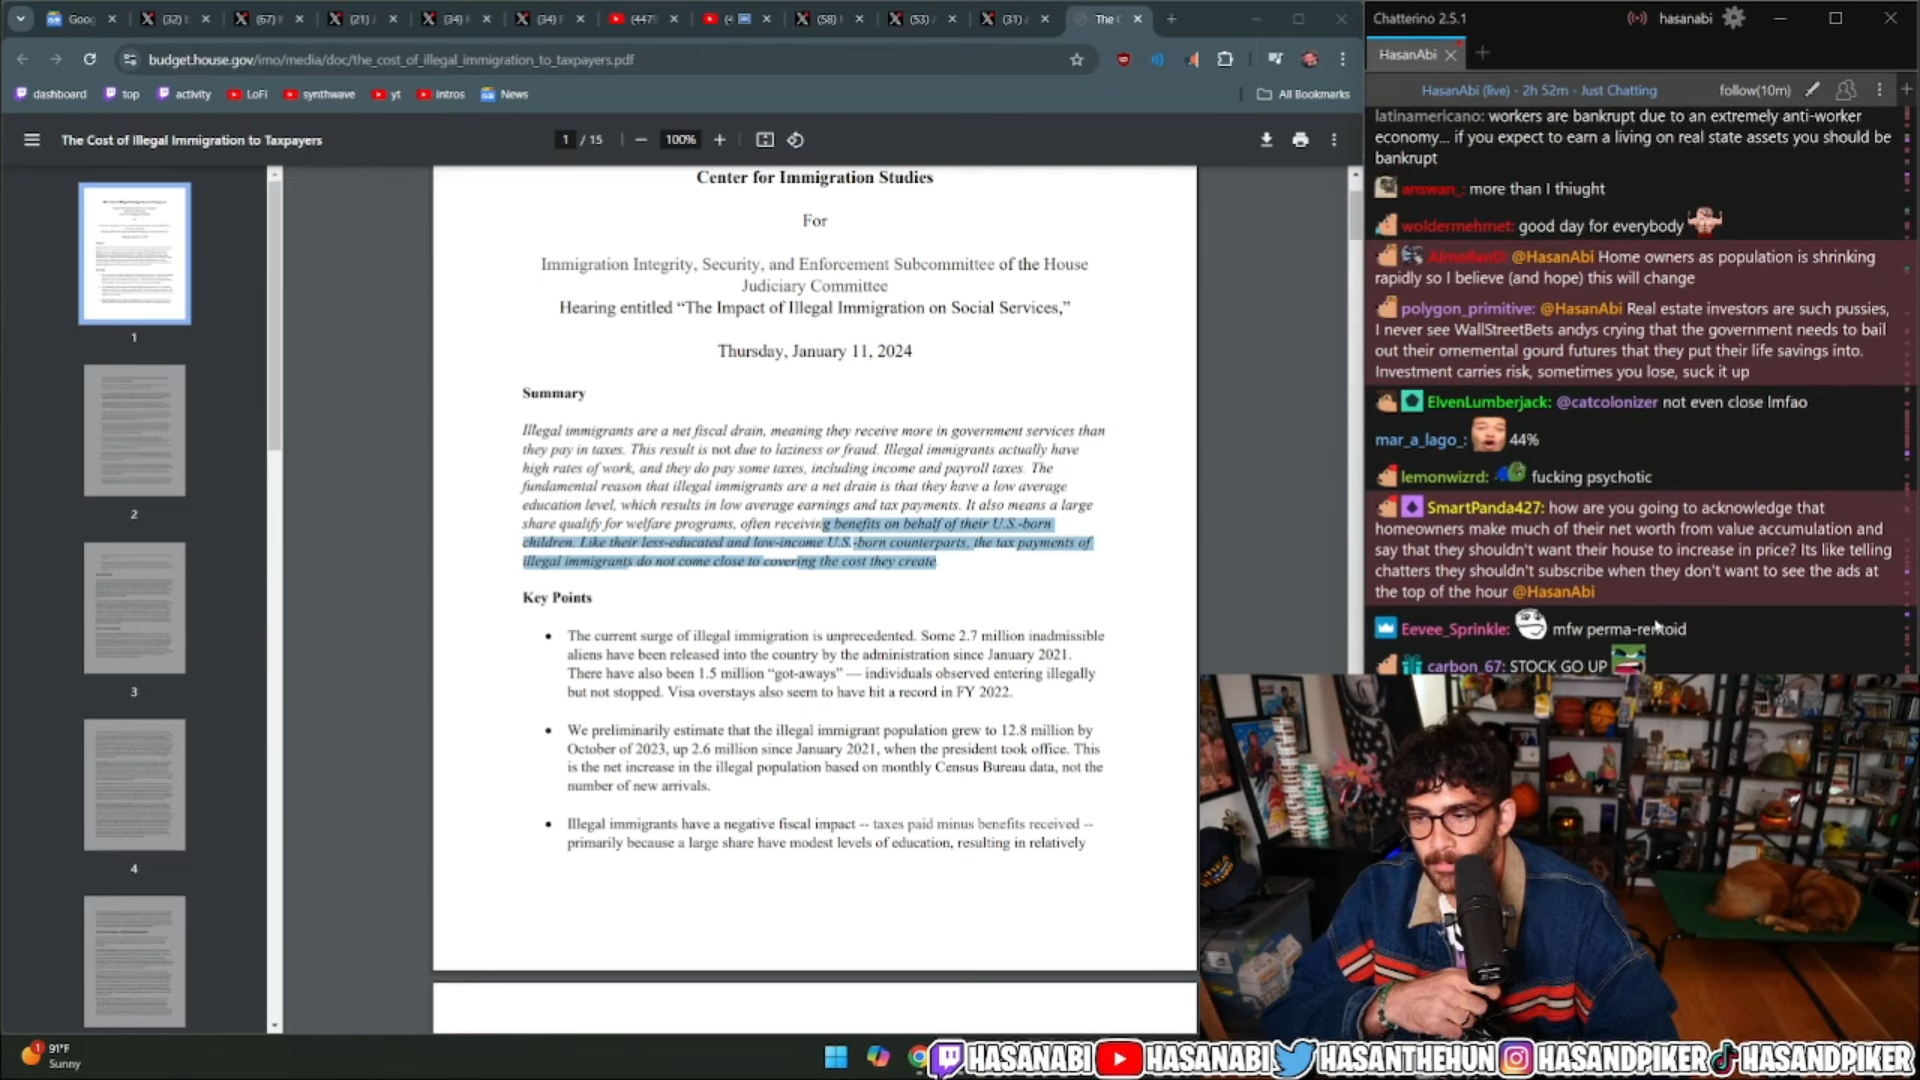 Goog
(32)
(67)
(21)
(34)
(34)
(447
(58)
(53)
(31)
The
budget.house.gov/imo/media/doc/the_cost_of_illegal_immigration_to_taxpayers.pdf
dashboard
top
activity
LoFi
synthwave
yt
intros
News
All Bookmarks
The Cost of Illegal Immigration to Taxpayers
1 / 15
100%
1
2
3
4
Center for Immigration Studies
For
Immigration Integrity, Security, and Enforcement Subcommittee of the House
Judiciary Committee
Hearing entitled “The Impact of Illegal Immigration on Social Services,”
Thursday, January 11, 2024
Summary
Illegal immigrants are a net fiscal drain, meaning they receive more in government services than
they pay in taxes. This result is not due to laziness or fraud. Illegal immigrants actually have
high rates of work, and they do pay some taxes, including income and payroll taxes. The
fundamental reason that illegal immigrants are a net drain is that they have a low average
education level, which results in low average earnings and tax payments. It also means a large
share qualify for welfare programs, often receiving benefits on behalf of their U.S.-born
children. Like their less-educated and low-income U.S.-born counterparts, the tax payments of
illegal immigrants do not come close to covering the cost they create.
Key Points
• The current surge of illegal immigration is unprecedented. Some 2.7 million inadmissible
aliens have been released into the country by the administration since January 2021.
There have also been 1.5 million “got-aways” — individuals observed entering illegally
but not stopped. Visa overstays also seem to have hit a record in FY 2022.
• We preliminarily estimate that the illegal immigrant population grew to 12.8 million by
October of 2023, up 2.6 million since January 2021, when the president took office. This
is the net increase in the illegal population based on monthly Census Bureau data, not the
number of new arrivals.
• Illegal immigrants have a negative fiscal impact -- taxes paid minus benefits received --
primarily because a large share have modest levels of education, resulting in relatively
Chatterino 2.5.1
hasanabi
HasanAbi
HasanAbi (live) - 2h 52m - Just Chatting
follow(10m)
latinamericano: workers are bankrupt due to an extremely anti-worker
economy... if you expect to earn a living on real state assets you should be
bankrupt
answan_: more than I thiught
woldermehmet: good day for everybody
@HasanAbi Home owners as population is shrinking
rapidly so I believe (and hope) this will change
polygon_primitive: @HasanAbi Real estate investors are such pussies,
I never see WallStreetBets andys crying that the government needs to bail
out their ornemental gourd futures that they put their life savings into.
Investment carries risk, sometimes you lose, suck it up
ElvenLumberjack: @catcolonizer not even close lmfao
mar_a_lago_: 44%
lemonwizrd: fucking psychotic
SmartPanda427: how are you going to acknowledge that
homeowners make much of their net worth from value accumulation and
say that they shouldn't want their house to increase in price? Its like telling
chatters they shouldn't subscribe when they don't want to see the ads at
the top of the hour @HasanAbi
Eevee_Sprinkle: mfw perma-rentoid
carbon_67: STOCK GO UP
1
91°F
Sunny
HASANABI HASANABI HASANTHEHUN HASANDPIKER HASANDPIKER